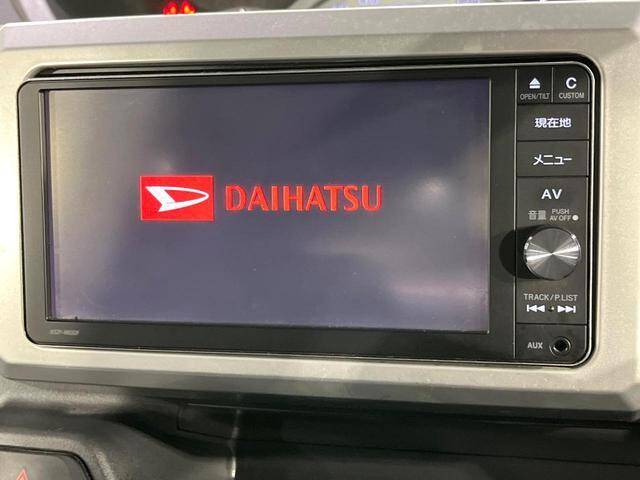 OPEN/TILT
C
CUSTOM
現在地
メニュー
AV
DAIHATSU
音量 PUSH
AV OFF
TRACK/P.LIST
AUX